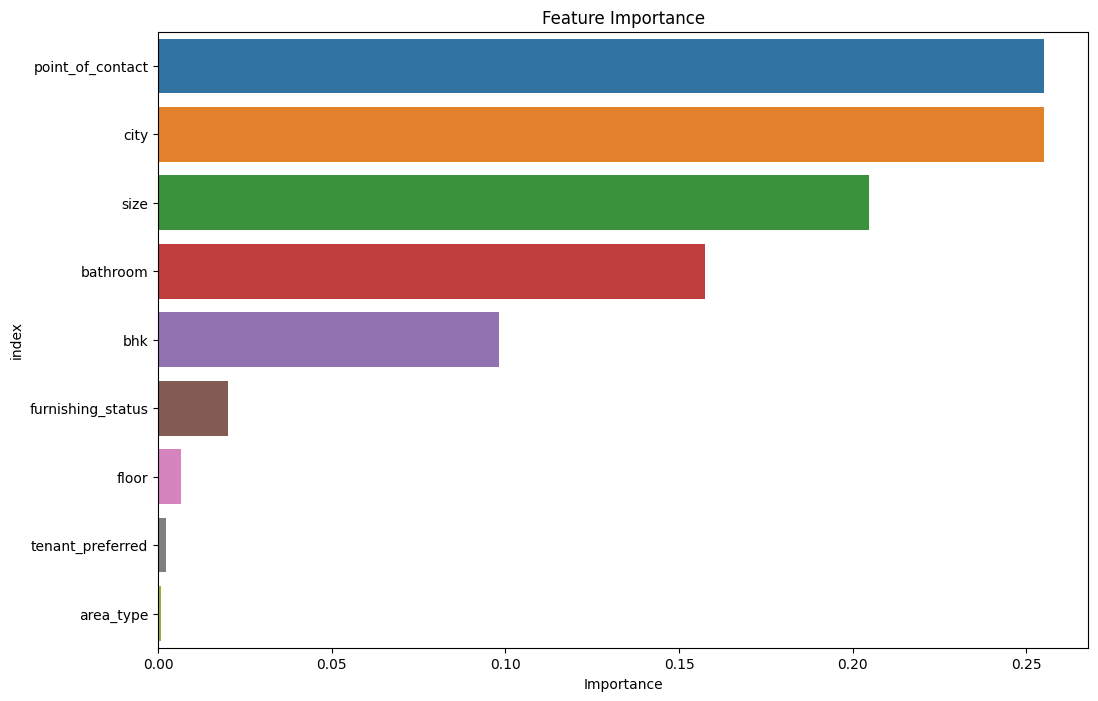 Feature Importance
point_of_contact
city
size
bathroom
bhk
furnishing_status
floor
tenant_preferred
area_type
index
0.00 0.05 0.10 0.15 0.20 0.25
Importance